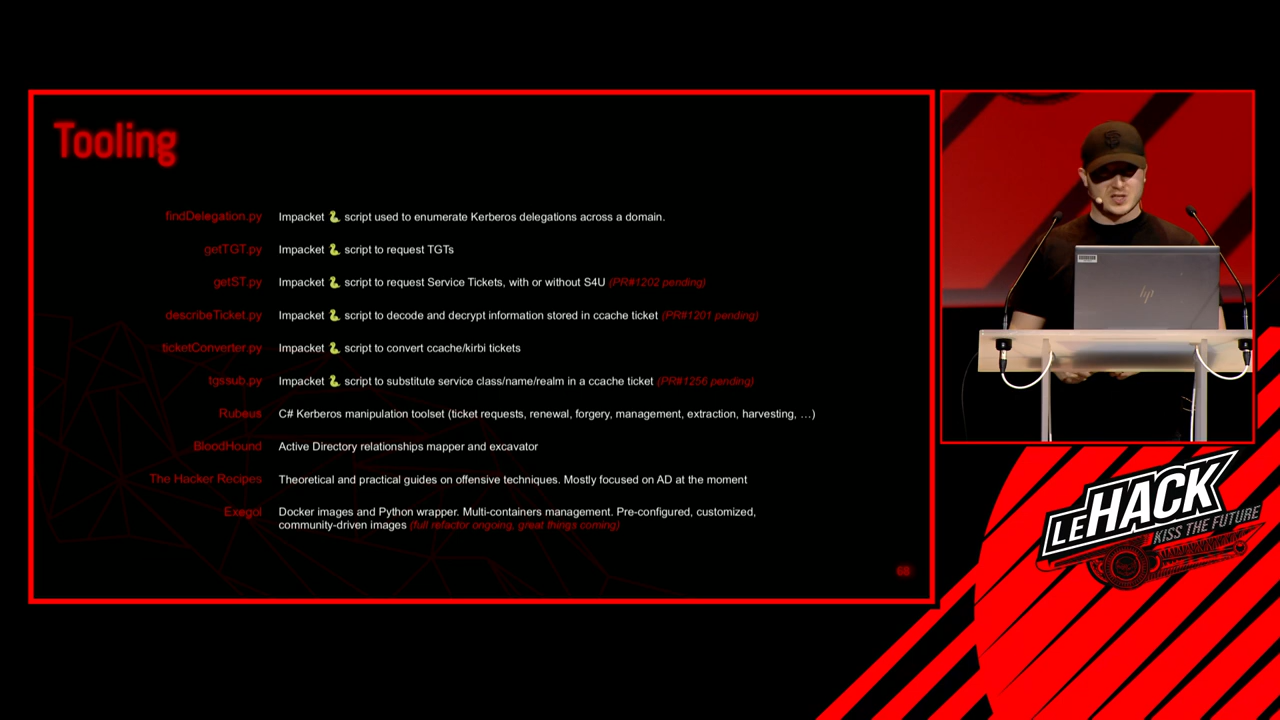 Tooling
findDelegation.py Impacket 🐍 script used to enumerate Kerberos delegations across a domain.
getTGT.py Impacket 🐍 script to request TGTs
getST.py Impacket 🐍 script to request Service Tickets, with or without S4U (PR#1202 pending)
describeTicket.py Impacket 🐍 script to decode and decrypt information stored in ccache ticket (PR#1201 pending)
ticketConverter.py Impacket 🐍 script to convert ccache/kirbi tickets
tgssub.py Impacket 🐍 script to substitute service class/name/realm in a ccache ticket (PR#1256 pending)
Rubeus C# Kerberos manipulation toolset (ticket requests, renewal, forgery, management, extraction, harvesting, …)
BloodHound Active Directory relationships mapper and excavator
The Hacker Recipes Theoretical and practical guides on offensive techniques. Mostly focused on AD at the moment
Exegol Docker images and Python wrapper. Multi-containers management. Pre-configured, customized,
community-driven images (full refactor ongoing, great things coming)
68
hp
LEHACK
KISS THE FUTURE